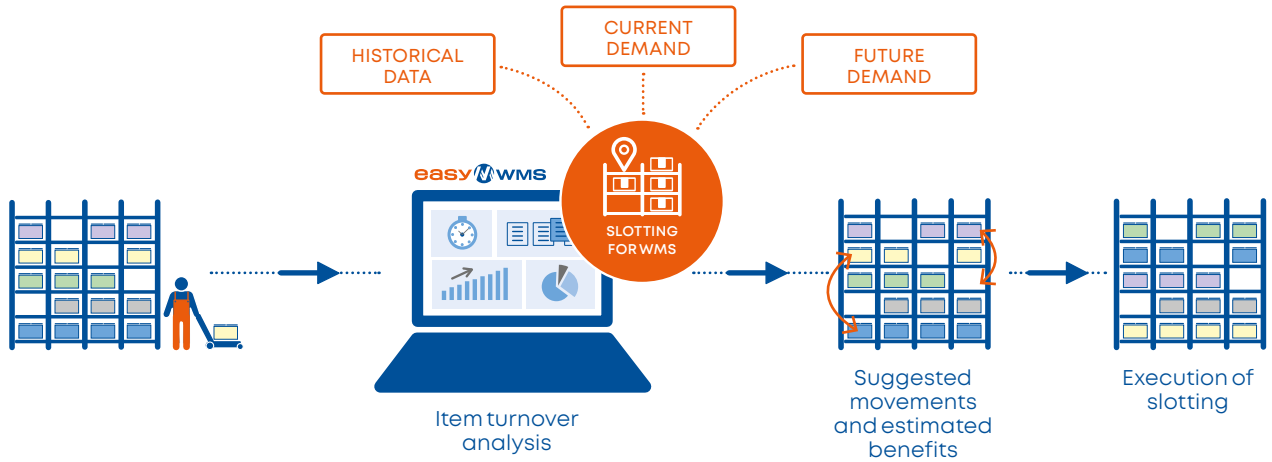 HISTORICAL
DATA
CURRENT
DEMAND
FUTURE
DEMAND
easy WMS
SLOTTING
FOR WMS
Item turnover
analysis
Suggested
movements
and estimated
benefits
Execution of
slotting